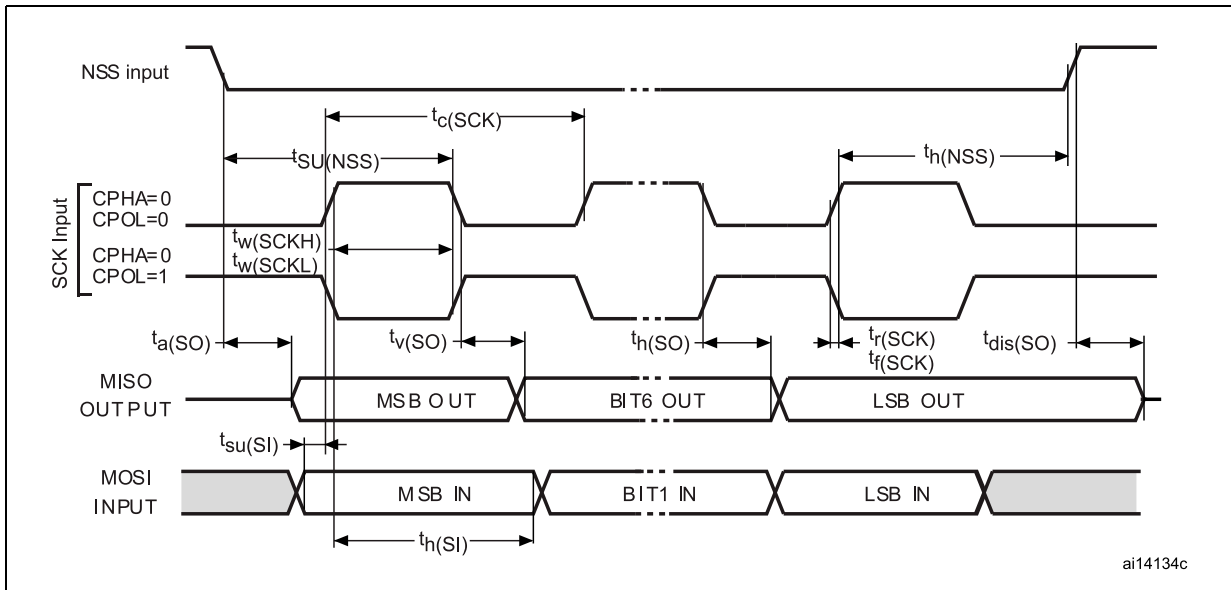 NSS input
tc(SCK)
tSU(NSS)
th(NSS)
SCK Input
CPHA=0
CPOL=0
tw(SCKH)
CPHA=0
tw(SCKL)
CPOL=1
ta(SO)
tv(SO)
th(SO)
tr(SCK)
tf(SCK)
tdis(SO)
MISO
OUTPUT
MSB OUT
BIT6 OUT
LSB OUT
tsu(SI)
MOSI
INPUT
MSB IN
BIT1 IN
LSB IN
th(SI)
ai14134c